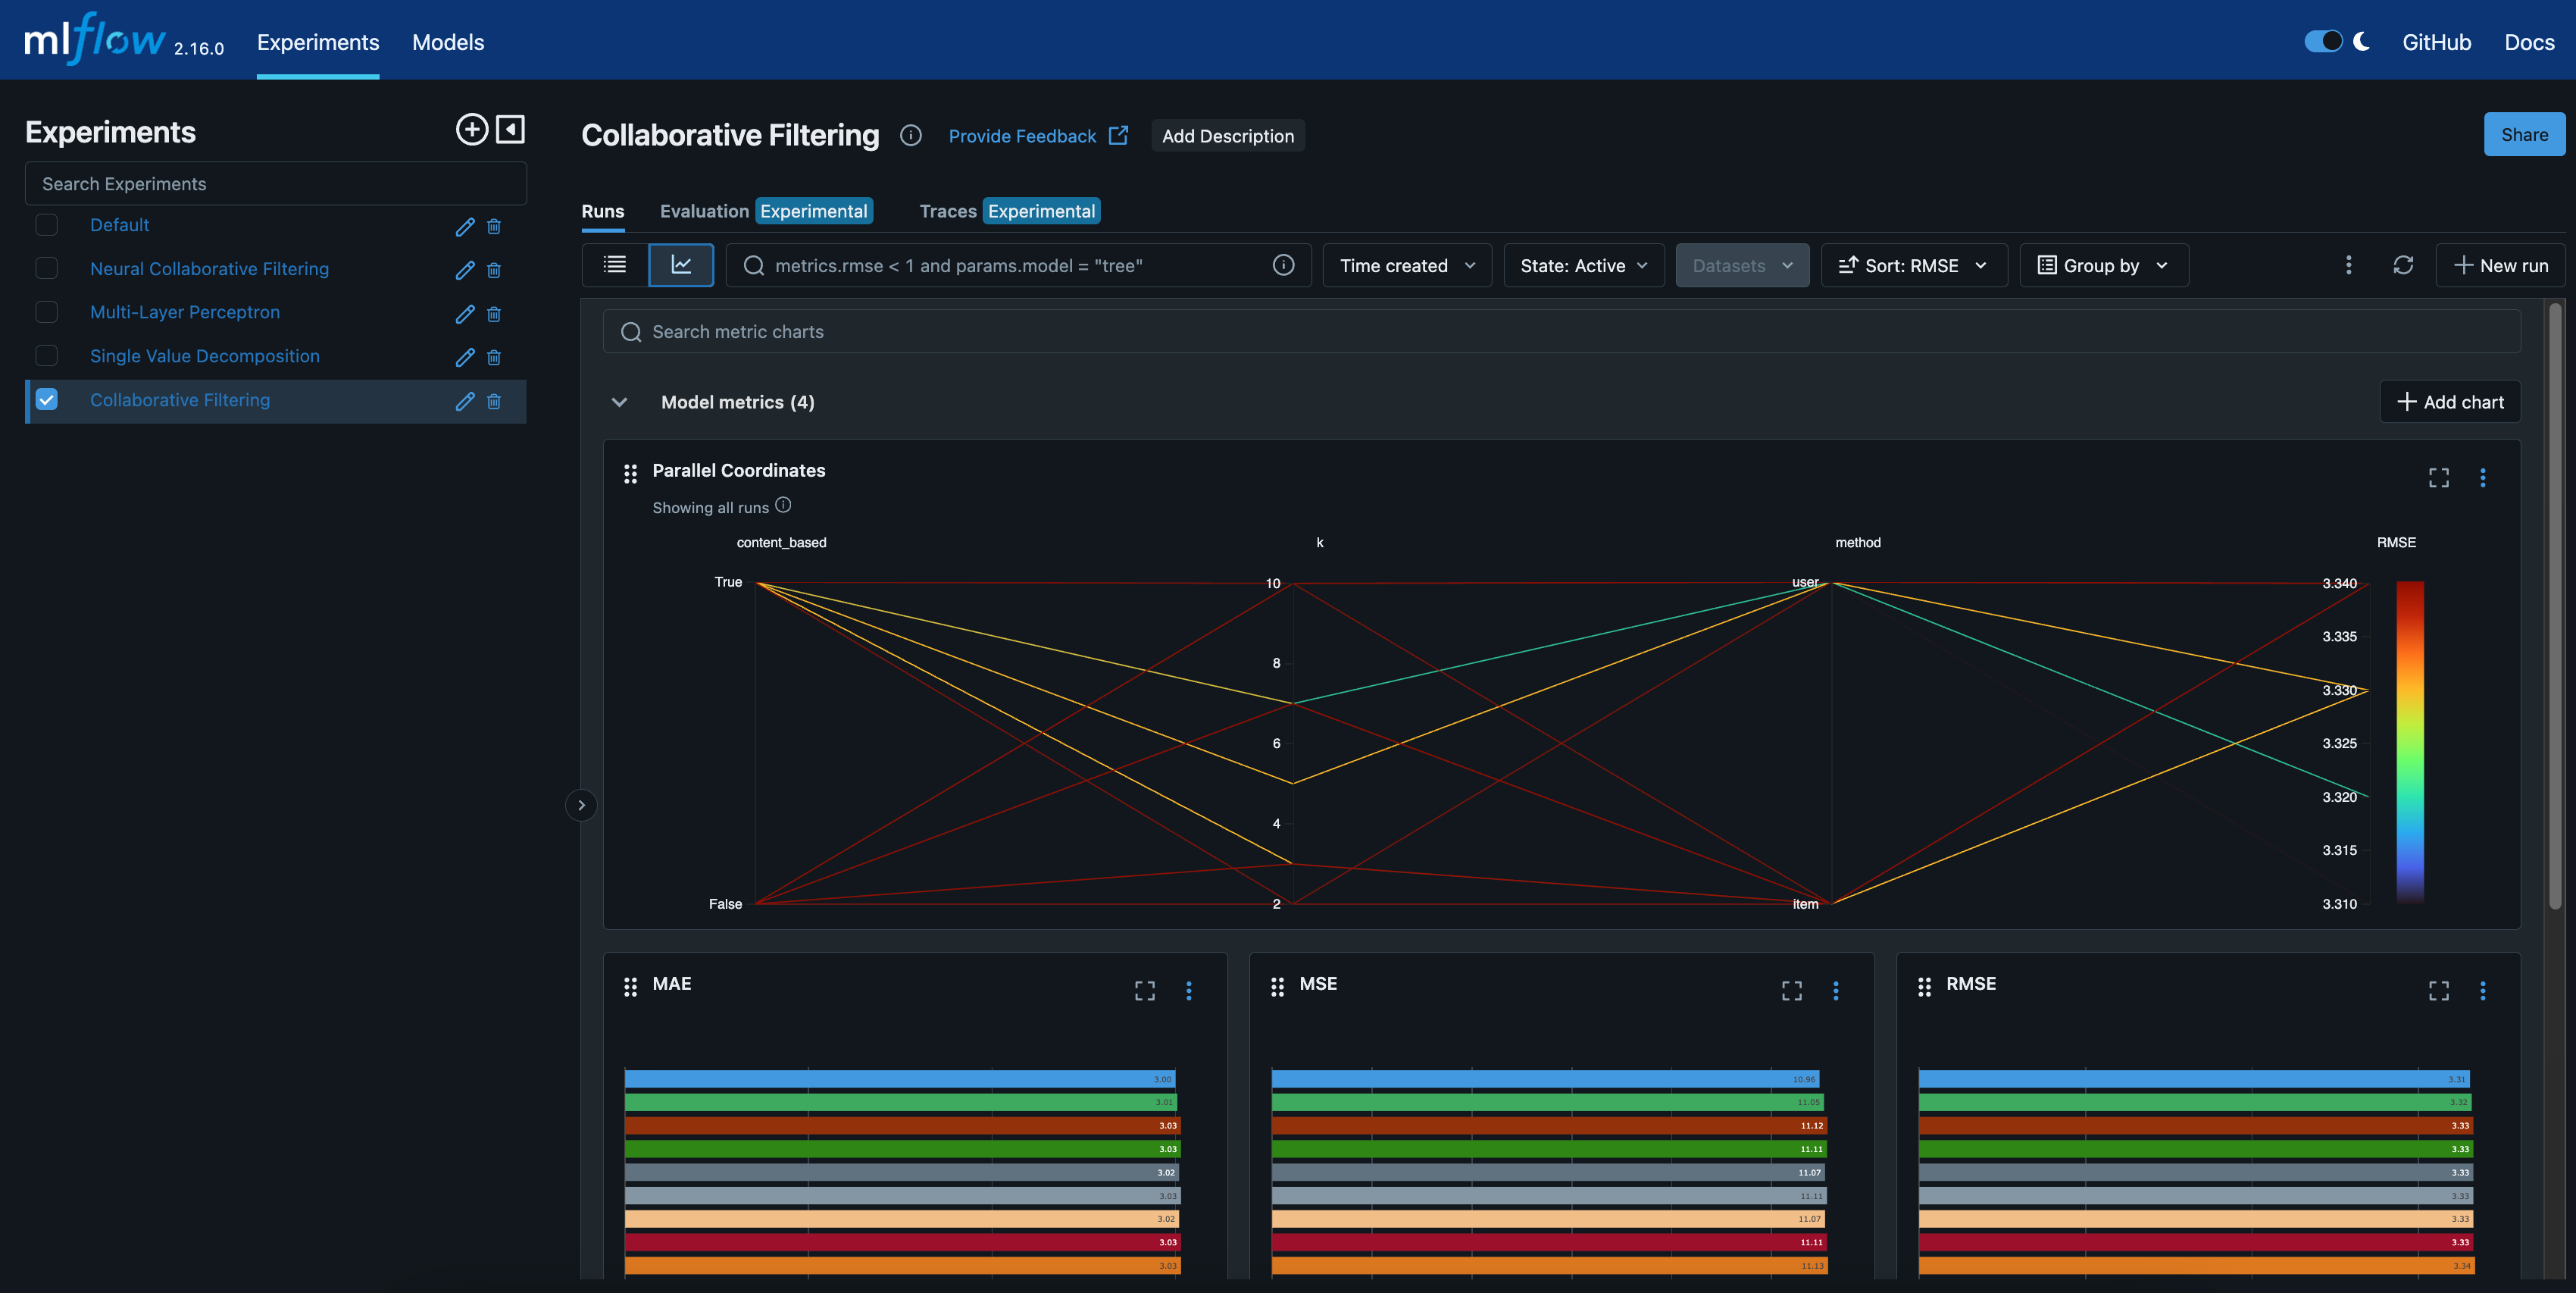 mlflow 2.16.0 Experiments Models GitHub Docs
Experiments
Search Experiments
Default
Neural Collaborative Filtering
Multi-Layer Perceptron
Single Value Decomposition
Collaborative Filtering
Collaborative Filtering Provide Feedback Add Description Share
Runs Evaluation Experimental Traces Experimental
metrics.rmse < 1 and params.model = "tree" Time created State: Active Datasets Sort: RMSE Group by New run
Search metric charts
Model metrics (4) Add chart
Parallel Coordinates
Showing all runs
content_based k method RMSE
True 10 user 3.340
3.335
8
3.330
6 3.325
3.320
4
3.315
False 2 item 3.310
MAE MSE RMSE
3.00 10.96 3.31
3.01 11.05 3.32
3.03 11.12 3.33
3.03 11.11 3.33
3.02 11.07 3.33
3.03 11.11 3.33
3.02 11.07 3.33
3.03 11.11 3.33
3.03 11.13 3.34